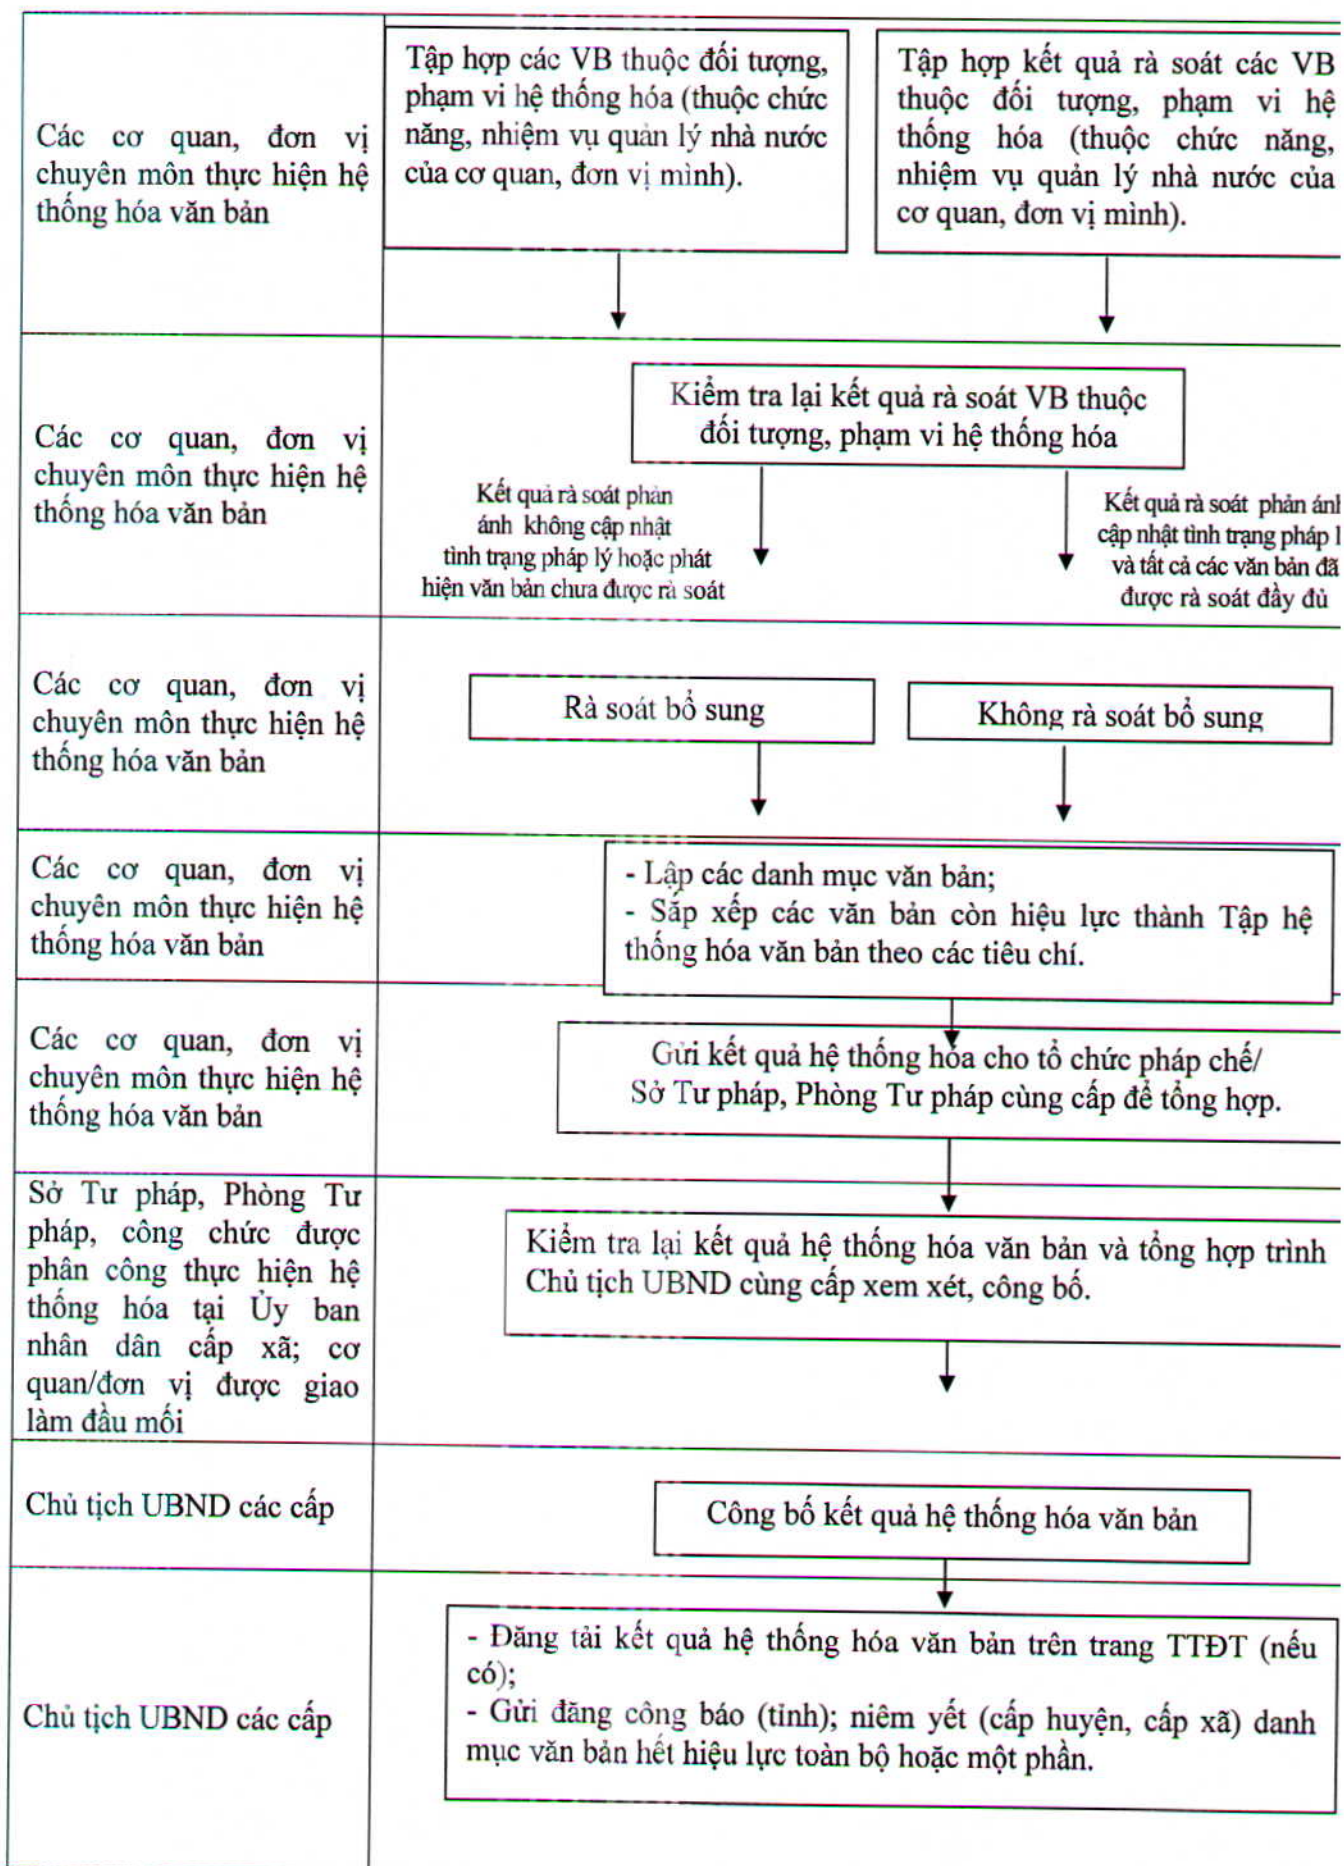 Các cơ quan, đơn vị
chuyên môn thực hiện hệ
thống hóa văn bản
Tập hợp các VB thuộc đối tượng,
phạm vi hệ thống hóa (thuộc chức
năng, nhiệm vụ quản lý nhà nước
của cơ quan, đơn vị mình).
Tập hợp kết quả rà soát các VB
thuộc đối tượng, phạm vi hệ
thống hóa (thuộc chức năng,
nhiệm vụ quản lý nhà nước của
cơ quan, đơn vị mình).
Các cơ quan, đơn vị
chuyên môn thực hiện hệ
thống hóa văn bản
Kiểm tra lại kết quả rà soát VB thuộc
đối tượng, phạm vi hệ thống hóa
Kết quả rà soát phản
ánh không cập nhật
tình trạng pháp lý hoặc phát
hiện văn bản chưa được rà soát
Kết quả rà soát phản ánh
cập nhật tình trạng pháp l
và tất cả các văn bản đã
được rà soát đầy đủ
Các cơ quan, đơn vị
chuyên môn thực hiện hệ
thống hóa văn bản
Rà soát bổ sung
Không rà soát bổ sung
Các cơ quan, đơn vị
chuyên môn thực hiện hệ
thống hóa văn bản
- Lập các danh mục văn bản;
- Sắp xếp các văn bản còn hiệu lực thành Tập hệ
thống hóa văn bản theo các tiêu chí.
Các cơ quan, đơn vị
chuyên môn thực hiện hệ
thống hóa văn bản
Gửi kết quả hệ thống hóa cho tổ chức pháp chế/
Sở Tư pháp, Phòng Tư pháp cùng cấp để tổng hợp.
Sở Tư pháp, Phòng Tư
pháp, công chức được
phân công thực hiện hệ
thống hóa tại Ủy ban
nhân dân cấp xã; cơ
quan/đơn vị được giao
làm đầu mối
Kiểm tra lại kết quả hệ thống hóa văn bản và tổng hợp trình
Chủ tịch UBND cùng cấp xem xét, công bố.
Chủ tịch UBND các cấp
Công bố kết quả hệ thống hóa văn bản
Chủ tịch UBND các cấp
- Đăng tải kết quả hệ thống hóa văn bản trên trang TTĐT (nếu
có);
- Gửi đăng công báo (tỉnh); niêm yết (cấp huyện, cấp xã) danh
mục văn bản hết hiệu lực toàn bộ hoặc một phần.